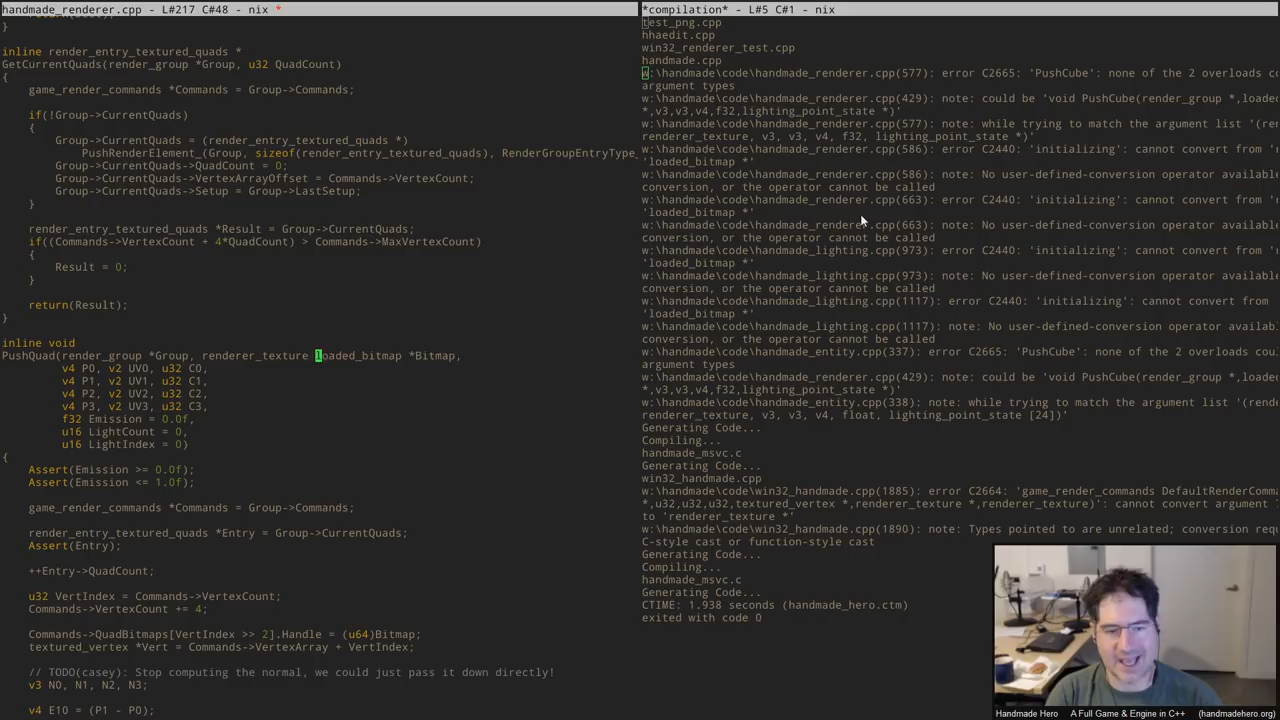 handmade_renderer.cpp - L#217 C#48 - nix *
}
inline render_entry_textured_quads *
GetCurrentQuads(render_group *Group, u32 QuadCount)
{
    game_render_commands *Commands = Group->Commands;
    if(!Group->CurrentQuads)
    {
        Group->CurrentQuads = (render_entry_textured_quads *)
            PushRenderElement_(Group, sizeof(render_entry_textured_quads), RenderGroupEntryType_
        Group->CurrentQuads->QuadCount = 0;
        Group->CurrentQuads->VertexArrayOffset = Commands->VertexCount;
        Group->CurrentQuads->Setup = Group->LastSetup;
    }
    render_entry_textured_quads *Result = Group->CurrentQuads;
    if((Commands->VertexCount + 4*QuadCount) > Commands->MaxVertexCount)
    {
        Result = 0;
    }
    return(Result);
}
inline void
PushQuad(render_group *Group, renderer_texture loaded_bitmap *Bitmap,
         v4 P0, v2 UV0, u32 C0,
         v4 P1, v2 UV1, u32 C1,
         v4 P2, v2 UV2, u32 C2,
         v4 P3, v2 UV3, u32 C3,
         f32 Emission = 0.0f,
         u16 LightCount = 0,
         u16 LightIndex = 0)
{
    Assert(Emission >= 0.0f);
    Assert(Emission <= 1.0f);
    game_render_commands *Commands = Group->Commands;
    render_entry_textured_quads *Entry = Group->CurrentQuads;
    Assert(Entry);
    ++Entry->QuadCount;
    u32 VertIndex = Commands->VertexCount;
    Commands->VertexCount += 4;
    Commands->QuadBitmaps[VertIndex >> 2].Handle = (u64)Bitmap;
    textured_vertex *Vert = Commands->VertexArray + VertIndex;
    // TODO(casey): Stop computing the normal, we could just pass it down directly!
    v3 N0, N1, N2, N3;
    v4 E10 = (P1 - P0);
*compilation* - L#5 C#1 - nix
test_png.cpp
hhaedit.cpp
win32_renderer_test.cpp
handmade.cpp
w:\handmade\code\handmade_renderer.cpp(577): error C2665: 'PushCube': none of the 2 overloads co
argument types
w:\handmade\code\handmade_renderer.cpp(429): note: could be 'void PushCube(render_group *,loade
*,v3,v3,v4,f32,lighting_point_state *)'
w:\handmade\code\handmade_renderer.cpp(577): note: while trying to match the argument list '(re
renderer_texture, v3, v3, v4, f32, lighting_point_state *)'
w:\handmade\code\handmade_renderer.cpp(586): error C2440: 'initializing': cannot convert from 'r
'loaded_bitmap *'
w:\handmade\code\handmade_renderer.cpp(586): note: No user-defined-conversion operator available
conversion, or the operator cannot be called
w:\handmade\code\handmade_renderer.cpp(663): error C2440: 'initializing': cannot convert from 'r
'loaded_bitmap *'
w:\handmade\code\handmade_renderer.cpp(663): note: No user-defined-conversion operator available
conversion, or the operator cannot be called
w:\handmade\code\handmade_lighting.cpp(973): error C2440: 'initializing': cannot convert from 'r
'loaded_bitmap *'
w:\handmade\code\handmade_lighting.cpp(973): note: No user-defined-conversion operator available
conversion, or the operator cannot be called
w:\handmade\code\handmade_lighting.cpp(1117): error C2440: 'initializing': cannot convert from '
'loaded_bitmap *'
w:\handmade\code\handmade_lighting.cpp(1117): note: No user-defined-conversion operator availabl
conversion, or the operator cannot be called
w:\handmade\code\handmade_entity.cpp(337): error C2665: 'PushCube': none of the 2 overloads coul
argument types
w:\handmade\code\handmade_renderer.cpp(429): note: could be 'void PushCube(render_group *,loade
*,v3,v3,v4,f32,lighting_point_state *)'
w:\handmade\code\handmade_entity.cpp(338): note: while trying to match the argument list '(rend
renderer_texture, v3, v3, v4, float, lighting_point_state [24])'
Generating Code...
Compiling...
handmade_msvc.c
Generating Code...
win32_handmade.cpp
w:\handmade\code\win32_handmade.cpp(1885): error C2664: 'game_render_commands DefaultRenderComma
*,u32,u32,u32,textured_vertex *,renderer_texture *,renderer_texture)': cannot convert argument 
to 'renderer_texture *'
w:\handmade\code\win32_handmade.cpp(1890): note: Types pointed to are unrelated; conversion requ
C-style cast or function-style cast
Generating Code...
Compiling...
handmade_msvc.c
Generating Code...
CTIME: 1.938 seconds (handmade_hero.ctm)
exited with code 0
Handmade Hero    A Full Game & Engine in C++    (handmadehero.org)